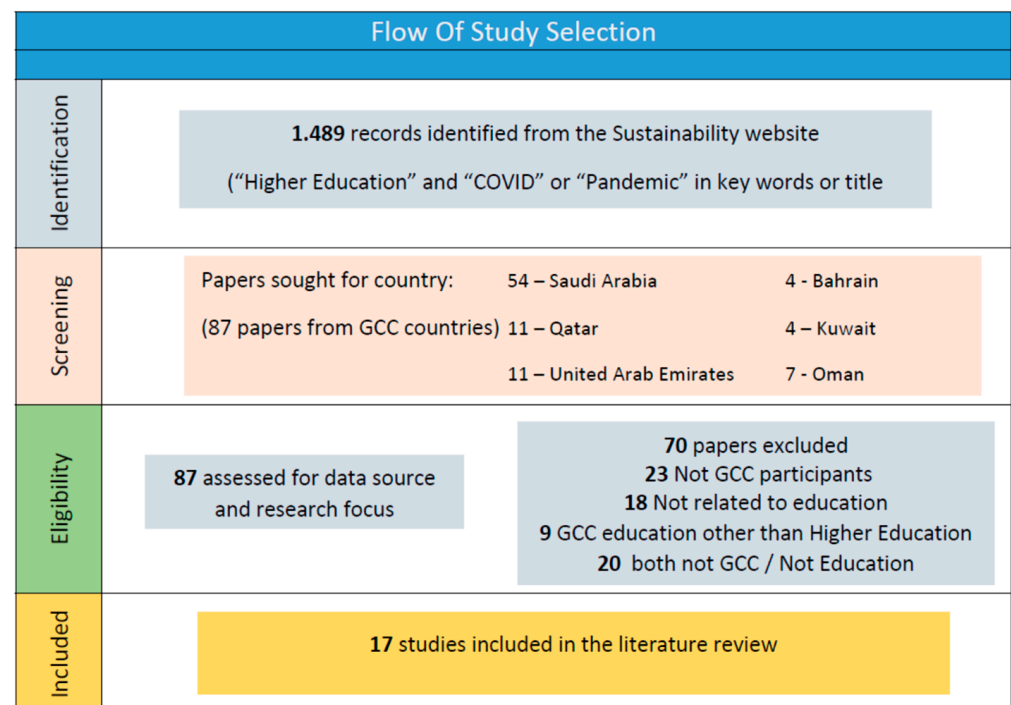 Flow Of Study Selection
Identification
1.489 records identified from the Sustainability website
(“Higher Education” and “COVID” or “Pandemic” in key words or title
Screening
Papers sought for country:
(87 papers from GCC countries)
54 – Saudi Arabia
11 – Qatar
11 – United Arab Emirates
4 - Bahrain
4 – Kuwait
7 - Oman
Eligibility
87 assessed for data source
and research focus
70 papers excluded
23 Not GCC participants
18 Not related to education
9 GCC education other than Higher Education
20 both not GCC / Not Education
Included
17 studies included in the literature review